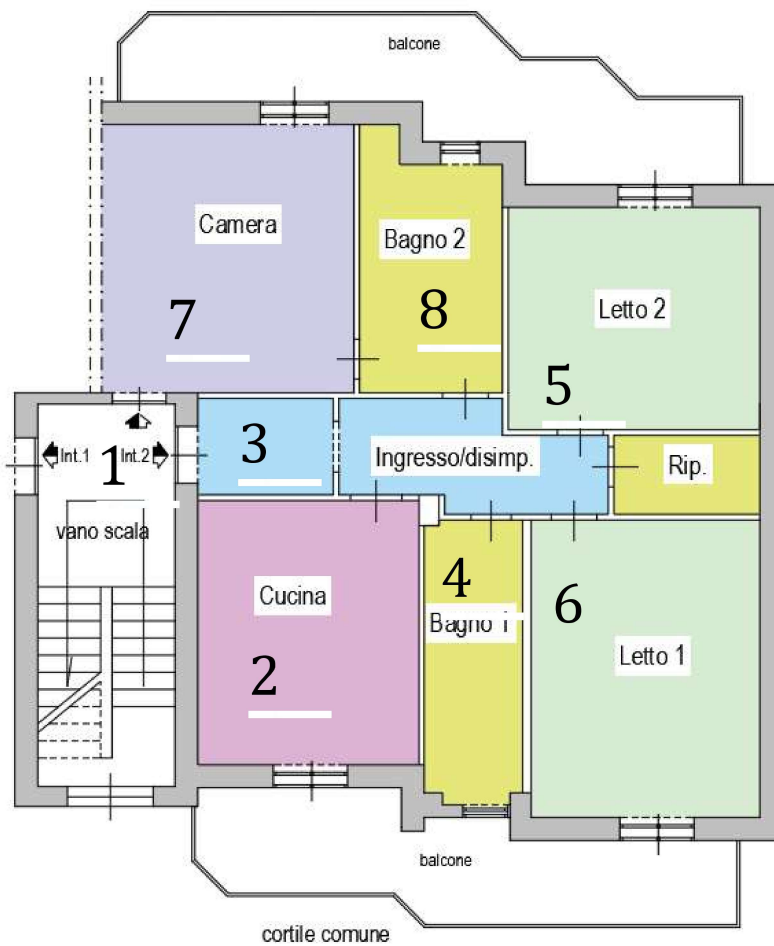 balcone
Camera
Bagno 2
7
8
Letto 2
5
3
Ingresso/disimp.
Rip.
Int.1
1
Int.2
vano scala
Cucina
4
Bagno 1
6
Letto 1
2
balcone
cortile comune